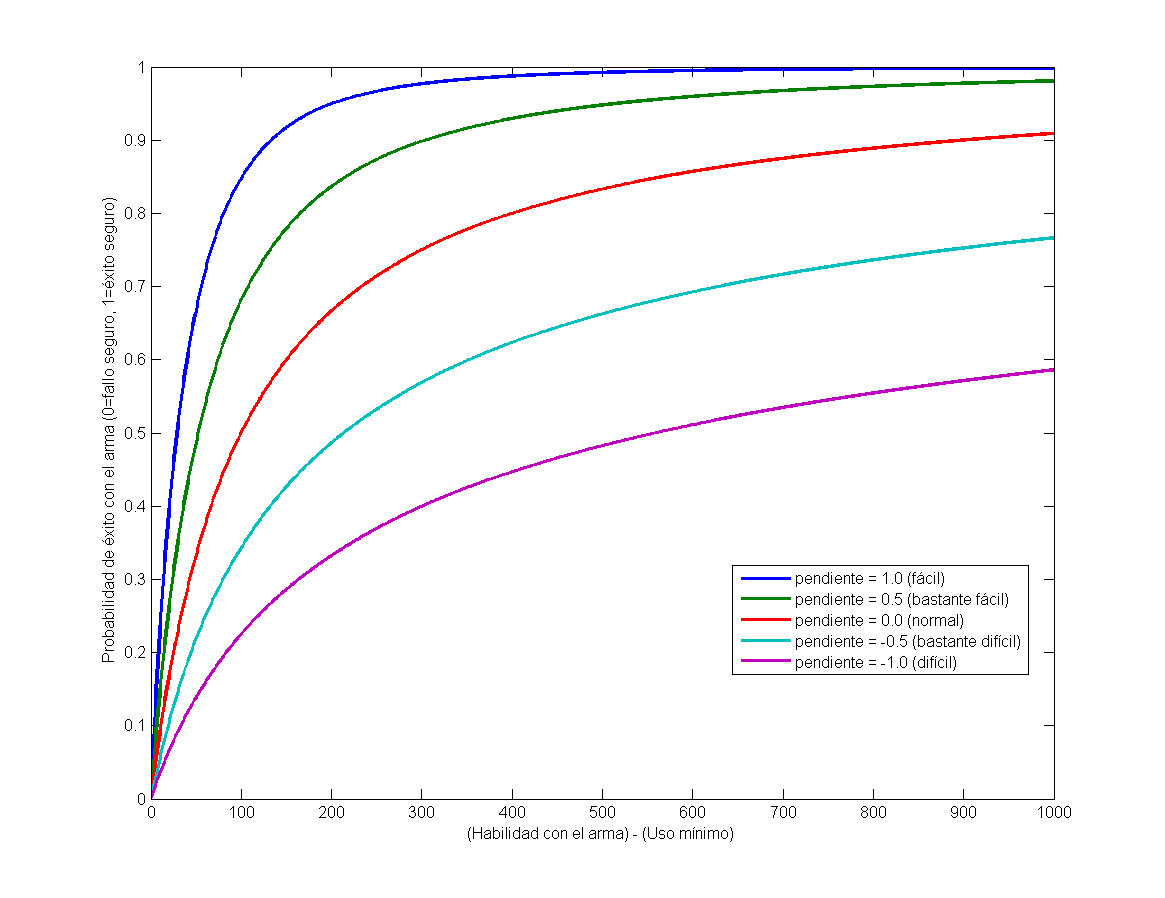 Probabilidad de éxito con el arma (0=fallo seguro, 1=éxito seguro)
1
0.9
0.8
0.7
0.6
0.5
0.4
0.3
0.2
0.1
0
pendiente = 1.0 (fácil)
pendiente = 0.5 (bastante fácil)
pendiente = 0.0 (normal)
pendiente = -0.5 (bastante difícil)
pendiente = -1.0 (difícil)
0 100 200 300 400 500 600 700 800 900 1000
(Habilidad con el arma) - (Uso mínimo)